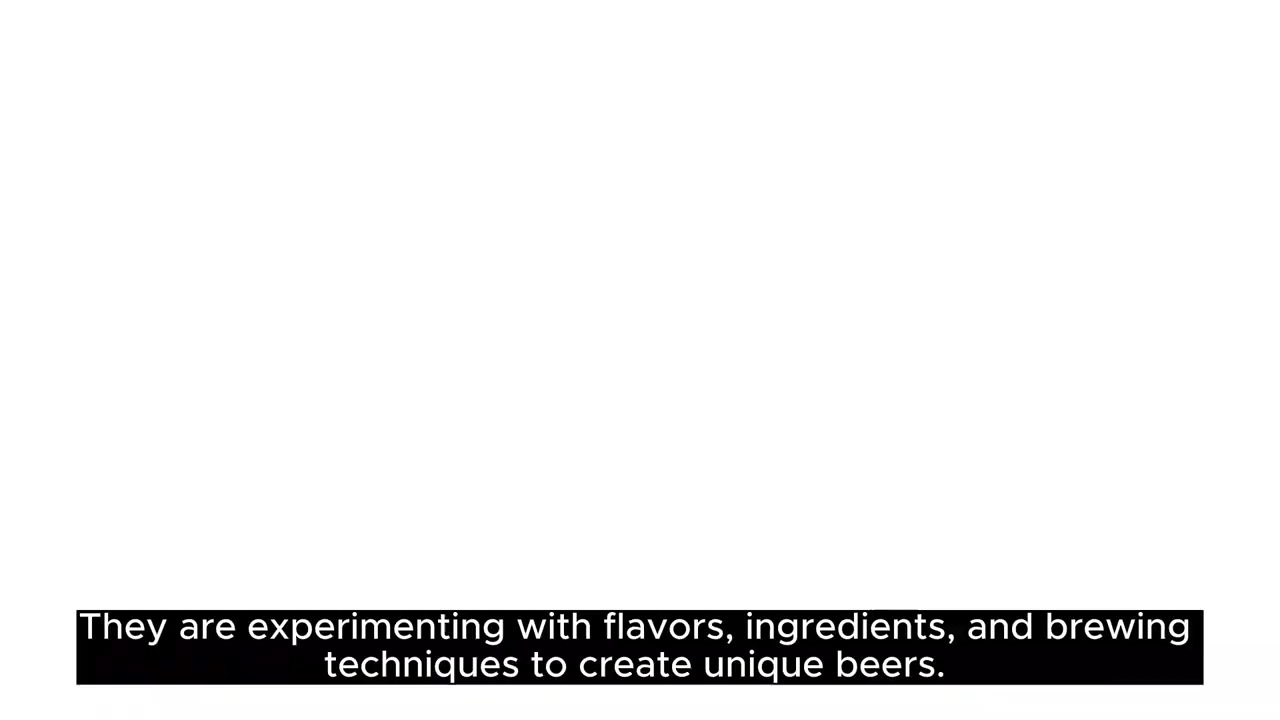 They are experimenting with flavors, ingredients, and brewing
techniques to create unique beers.